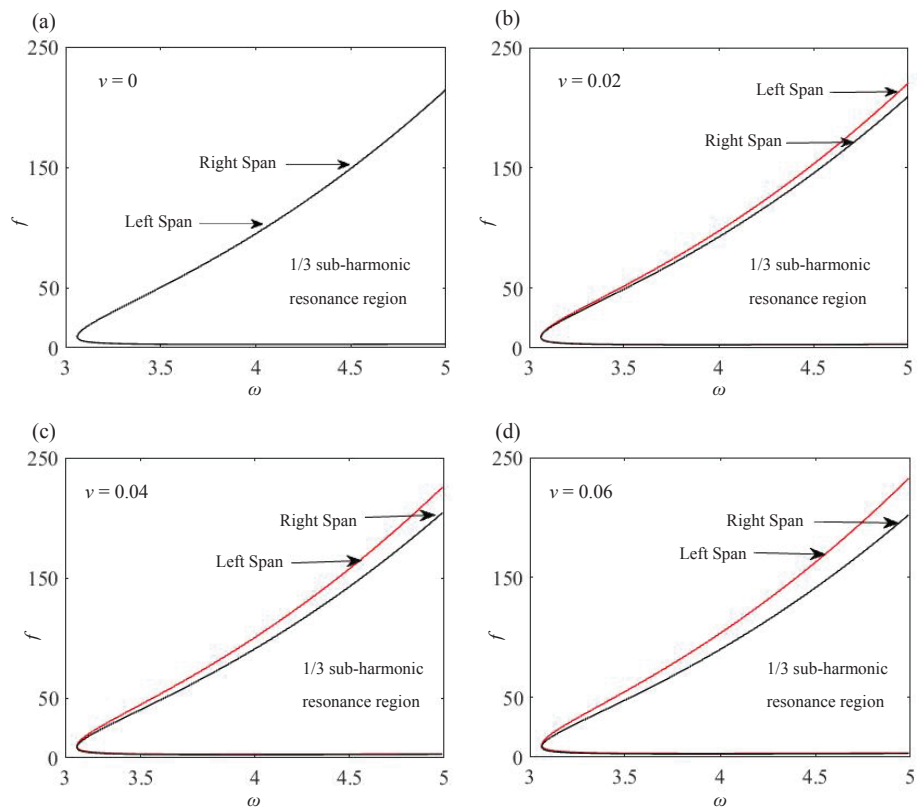 (a)
250
v = 0
Right Span
150
f
Left Span
1/3 sub-harmonic
resonance region
50
0
3 3.5 4 4.5 5
ω
(b)
250
v = 0.02
Left Span
Right Span
150
f
1/3 sub-harmonic
resonance region
50
0
3 3.5 4 4.5 5
ω
(c)
250
v = 0.04
Right Span
Left Span
150
f
1/3 sub-harmonic
resonance region
50
0
3 3.5 4 4.5 5
ω
(d)
250
v = 0.06
Right Span
Left Span
150
f
1/3 sub-harmonic
resonance region
50
0
3 3.5 4 4.5 5
ω